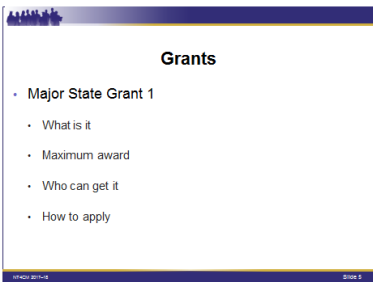 Grants
• Major State Grant 1
• What is it
• Maximum award
• Who can get it
• How to apply
Slide 5